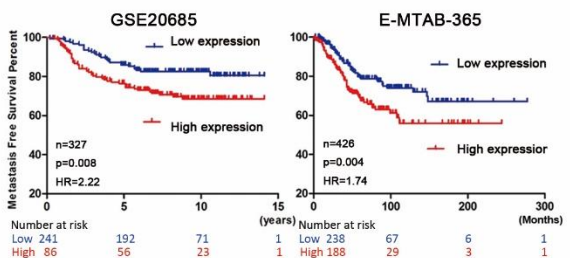 GSE20685
Metastasis Free Survival Percent
100
80
60
40
20
Low expression
High expression
n=327
p=0.008
HR=2.22
0 5 10 15
(years)
Number at risk
Low 241 192 71 1
High 86 56 23 1
E-MTAB-365
100
80
60
40
20
Low expression
High expressior
n=426
p=0.004
HR=1.74
0 100 200 300
(Months)
Number at risk
Low 238 67 6 1
High 188 29 3 1